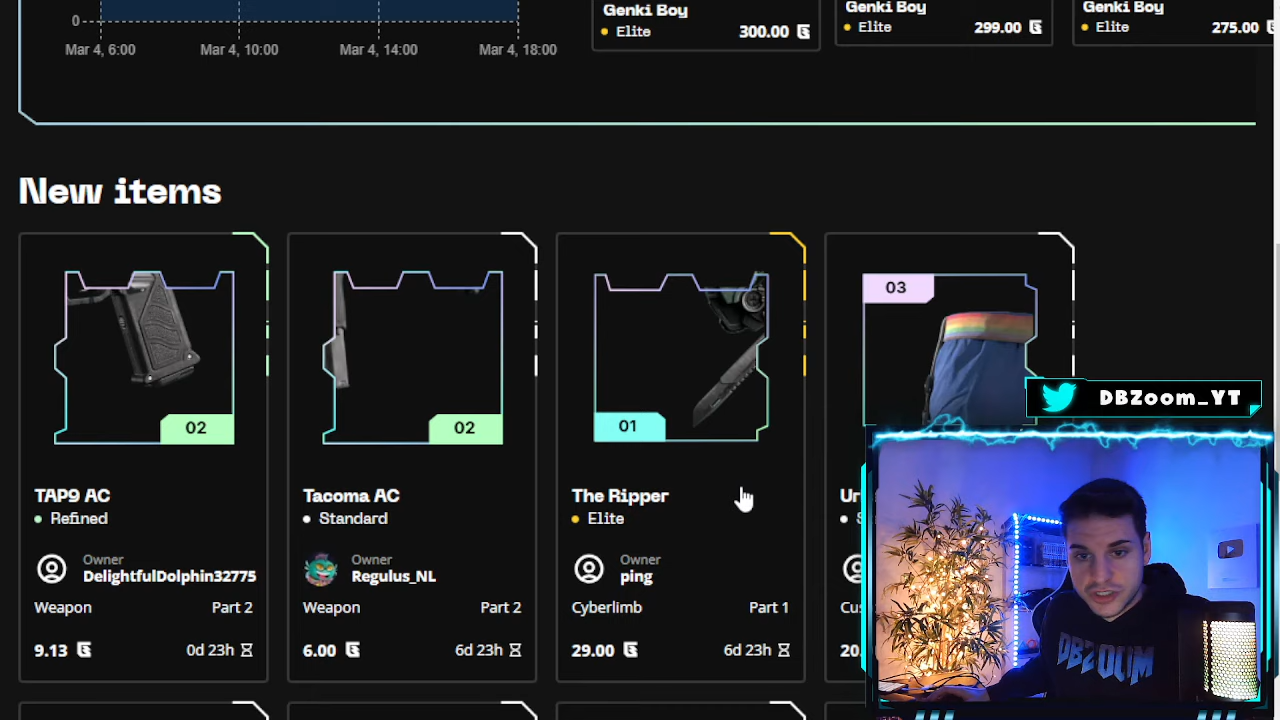 Genki Boy
Elite 300.00
Genki Boy
Elite 299.00
Genki Boy
Elite 275.00
0
Mar 4, 6:00 Mar 4, 10:00 Mar 4, 14:00 Mar 4, 18:00
New items
02
TAP9 AC
Refined
Owner
DelightfulDolphin32775
Weapon Part 2
9.13 0d 23h
02
Tacoma AC
Standard
Owner
Regulus_NL
Weapon Part 2
6.00 6d 23h
01
The Ripper
Elite
Owner
ping
Cyberlimb Part 1
29.00 6d 23h
03
DBZoom_YT
DBZOOM